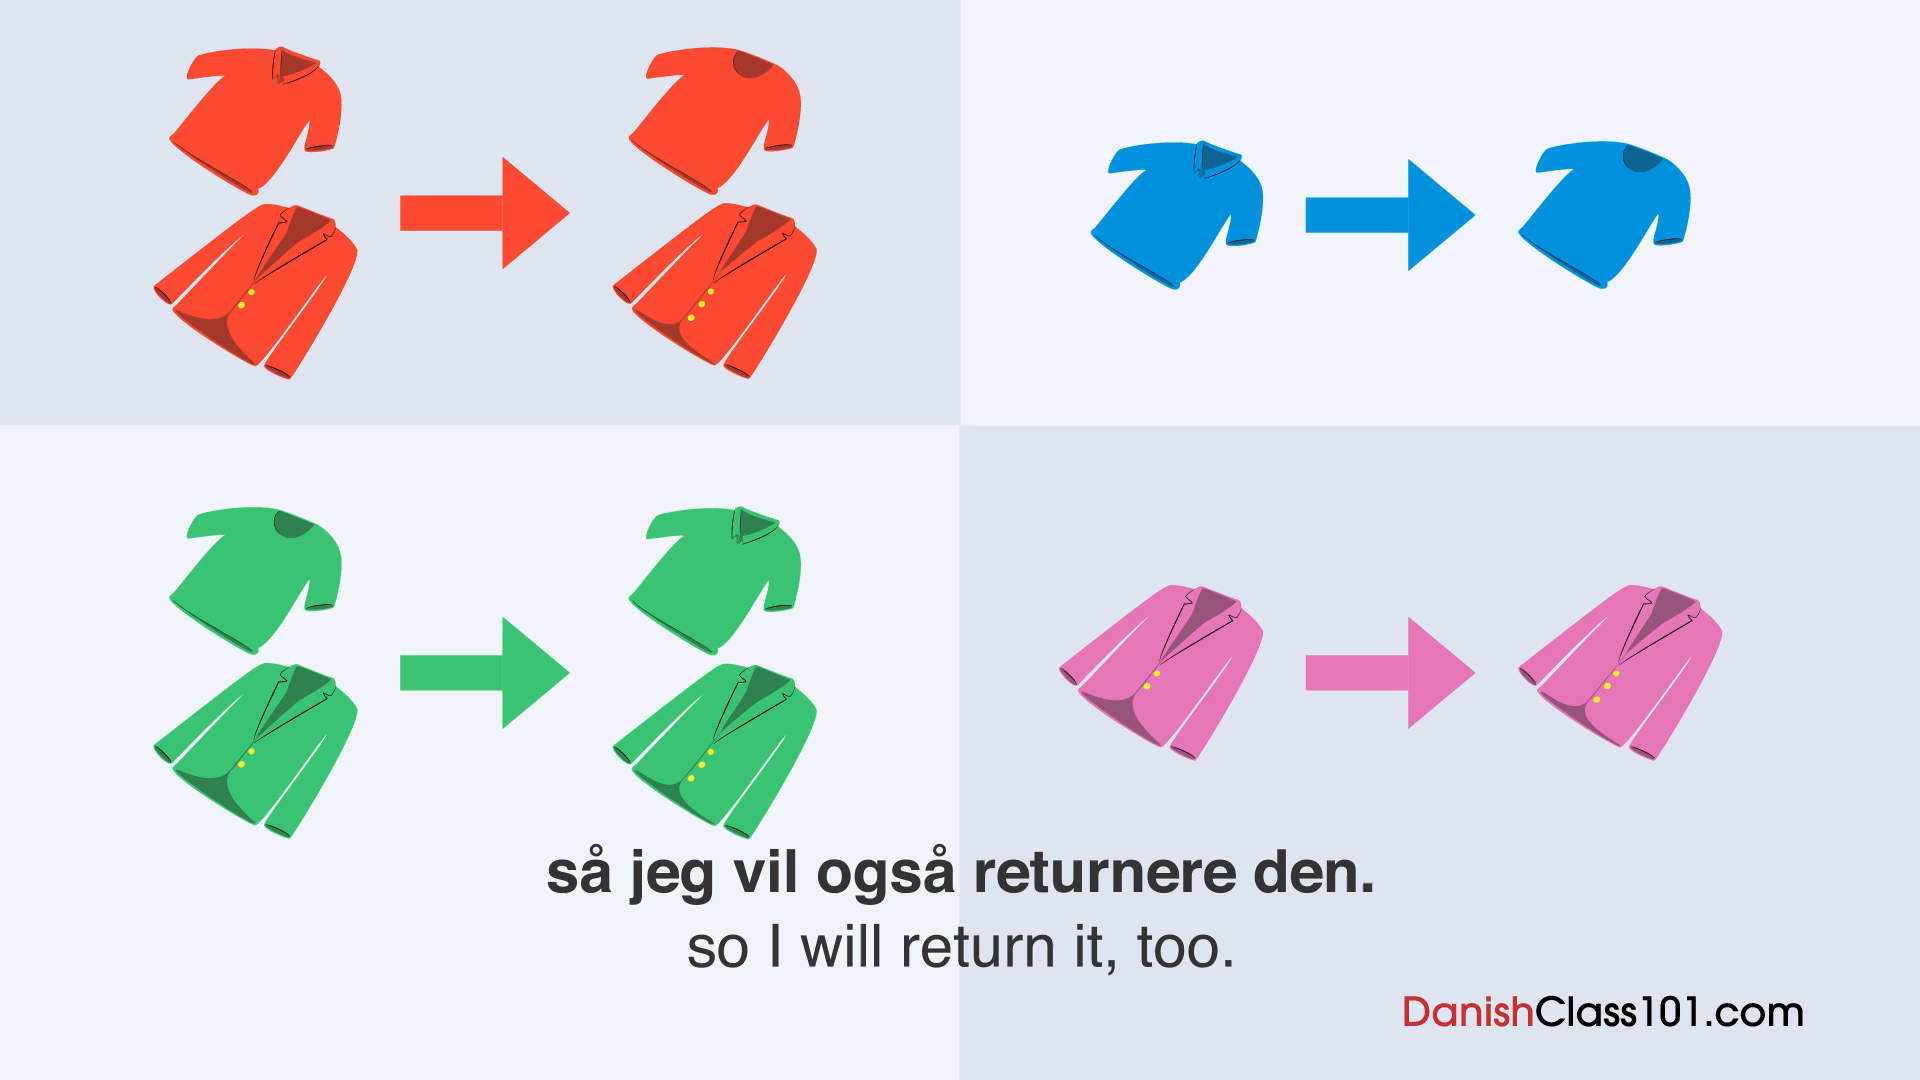 så jeg vil også returnere den.
so I will return it, too.
DanishClass101.com